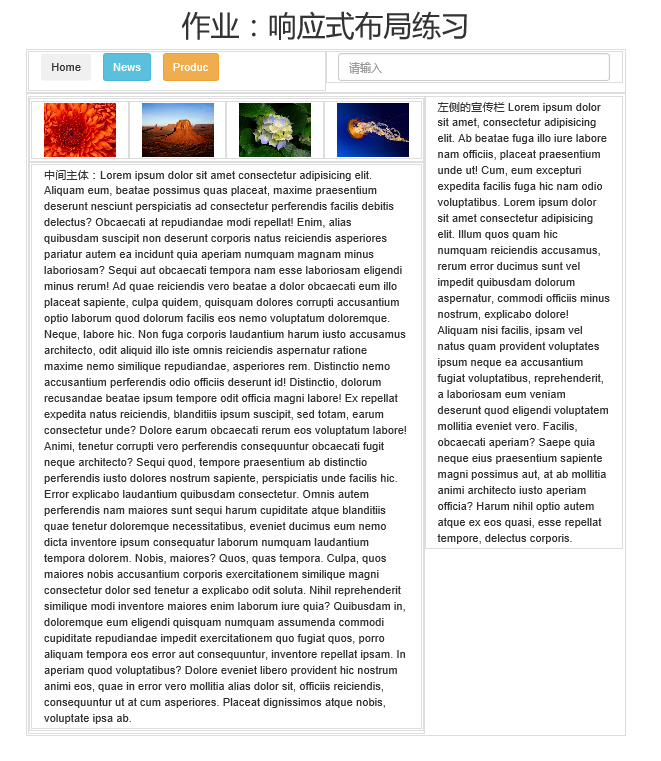 作业：响应式布局练习
Home
News
Produc
请输入
中间主体：Lorem ipsum dolor sit amet consectetur adipisicing elit.
Aliquam eum, beatae possimus quas placeat, maxime praesentium
deserunt nesciunt perspiciatis ad consectetur perferendis facilis debitis
delectus? Obcaecati at repudiandae modi repellat! Enim, alias
quibusdam suscipit non deserunt corporis natus reiciendis asperiores
pariatur autem ea incidunt quia aperiam numquam magnam minus
laboriosam? Sequi aut obcaecati tempora nam esse laboriosam eligendi
minus rerum! Ad quae reiciendis vero beatae a dolor obcaecati eum illo
placeat sapiente, culpa quidem, quisquam dolores corrupti accusantium
optio laborum quod dolorum facilis eos nemo voluptatum doloremque.
Neque, labore hic. Non fuga corporis laudantium harum iusto accusamus
architecto, odit aliquid illo iste omnis reiciendis aspernatur ratione
maxime nemo similique repudiandae, asperiores rem. Distinctio nemo
accusantium perferendis odio officiis deserunt id! Distinctio, dolorum
recusandae beatae ipsum tempore odit officia magni labore! Ex repellat
expedita natus reiciendis, blanditiis ipsum suscipit, sed totam, earum
consectetur unde? Dolore earum obcaecati rerum eos voluptatum labore!
Animi, tenetur corrupti vero perferendis consequuntur obcaecati fugit
neque architecto? Sequi quod, tempore praesentium ab distinctio
perferendis iusto dolores nostrum sapiente, perspiciatis unde facilis hic.
Error explicabo laudantium quibusdam consectetur. Omnis autem
perferendis nam maiores sunt sequi harum cupiditate atque blanditiis
quae tenetur doloremque necessitatibus, eveniet ducimus eum nemo
dicta inventore ipsum consequatur laborum numquam laudantium
tempora dolorem. Nobis, maiores? Quos, quas tempora. Culpa, quos
maiores nobis accusantium corporis exercitationem similique magni
consectetur dolor sed tenetur a explicabo odit soluta. Nihil reprehenderit
similique modi inventore maiores enim laborum iure quia? Quibusdam in,
doloremque eum eligendi quisquam numquam assumenda commodi
cupiditate repudiandae impedit exercitationem quo fugiat quos, porro
aliquam tempora eos error aut consequuntur, inventore repellat ipsam. In
aperiam quod voluptatibus? Dolore eveniet libero provident hic nostrum
animi eos, quae in error vero mollitia alias dolor sit, officiis reiciendis,
consequuntur ut at cum asperiores. Placeat dignissimos atque nobis,
voluptate ipsa ab.
左侧的宣传栏 Lorem ipsum dolor
sit amet, consectetur adipisicing
elit. Ab beatae fuga illo iure labore
nam officiis, placeat praesentium
unde ut! Cum, eum excepturi
expedita facilis fuga hic nam odio
voluptatibus. Lorem ipsum dolor
sit amet consectetur adipisicing
elit. Illum quos quam hic
numquam reiciendis accusamus,
rerum error ducimus sunt vel
impedit quibusdam dolorum
aspernatur, commodi officiis minus
nostrum, explicabo dolore!
Aliquam nisi facilis, ipsam vel
natus quam provident voluptates
ipsum neque ea accusantium
fugiat voluptatibus, reprehenderit,
a laboriosam eum veniam
deserunt quod eligendi voluptatem
mollitia eveniet vero. Facilis,
obcaecati aperiam? Saepe quia
neque eius praesentium sapiente
magni possimus aut, at ab mollitia
animi architecto iusto aperiam
officia? Harum nihil optio autem
atque ex eos quasi, esse repellat
tempore, delectus corporis.